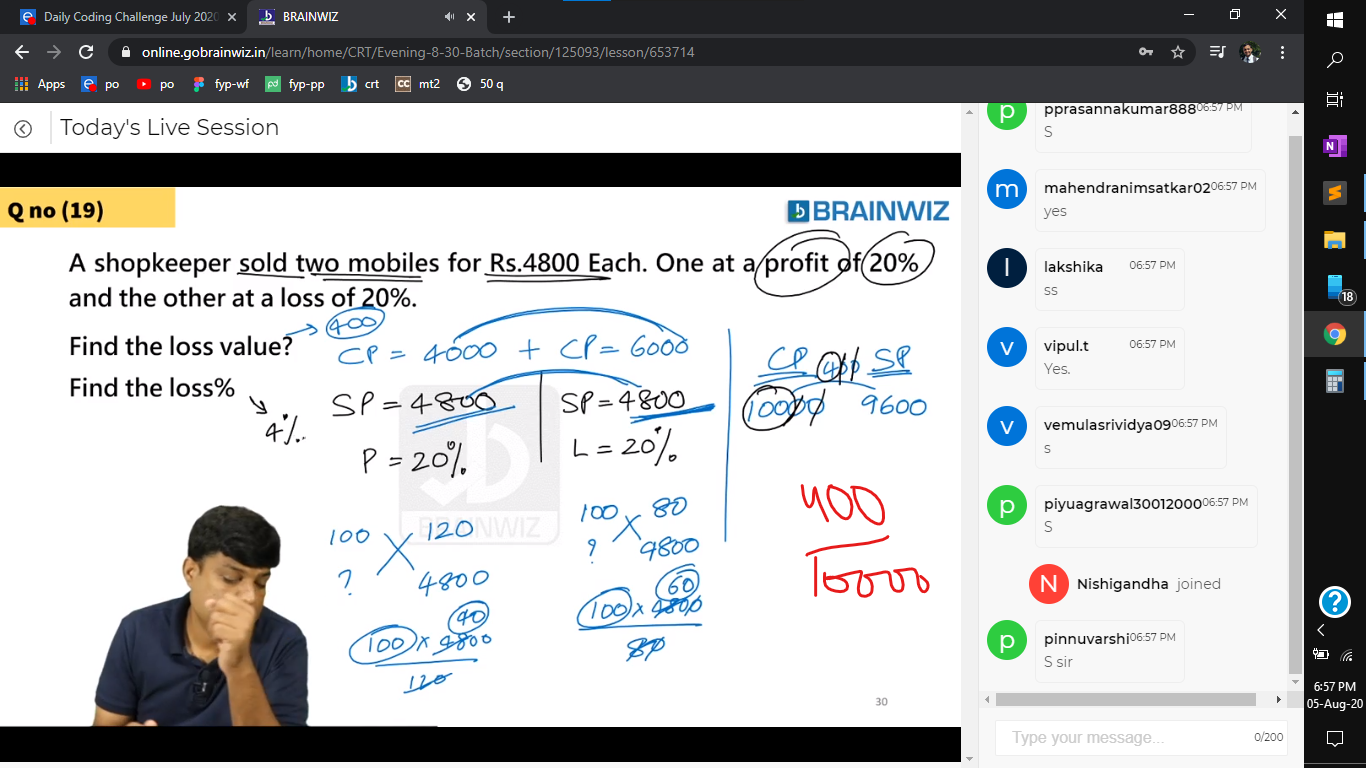 Daily Coding Challenge July 2020
BRAINWIZ
online.gobrainwiz.in/learn/home/CRT/Evening-8-30-Batch/section/125093/lesson/653714
Apps po po fyp-wf fyp-pp crt mt2 50 q
Today's Live Session
Q no (19)
BRAINWIZ
A shopkeeper sold two mobiles for Rs.4800 Each. One at a profit of 20%
and the other at a loss of 20%.
400
Find the loss value?
CP = 4000 + CP = 6000
Find the loss%
4%
SP = 4800
P = 20%
SP = 4800
L = 20%
BRAINWIZ
100 120
? 4800
40
100 × 4800
120
100 80
? 4800
60
100 × 4800
80
CP 400 SP
10000 9600
400
10000
30
pprasannakumar888 06:57 PM
S
mahendranimsatkar02 06:57 PM
yes
lakshika 06:57 PM
ss
vipul.t 06:57 PM
Yes.
vemulasrividya09 06:57 PM
s
piyuagrawal30012000 06:57 PM
S
Nishigandha joined
pinnuvarshi 06:57 PM
S sir
Type your message... 0/200
18
6:57 PM
05-Aug-20